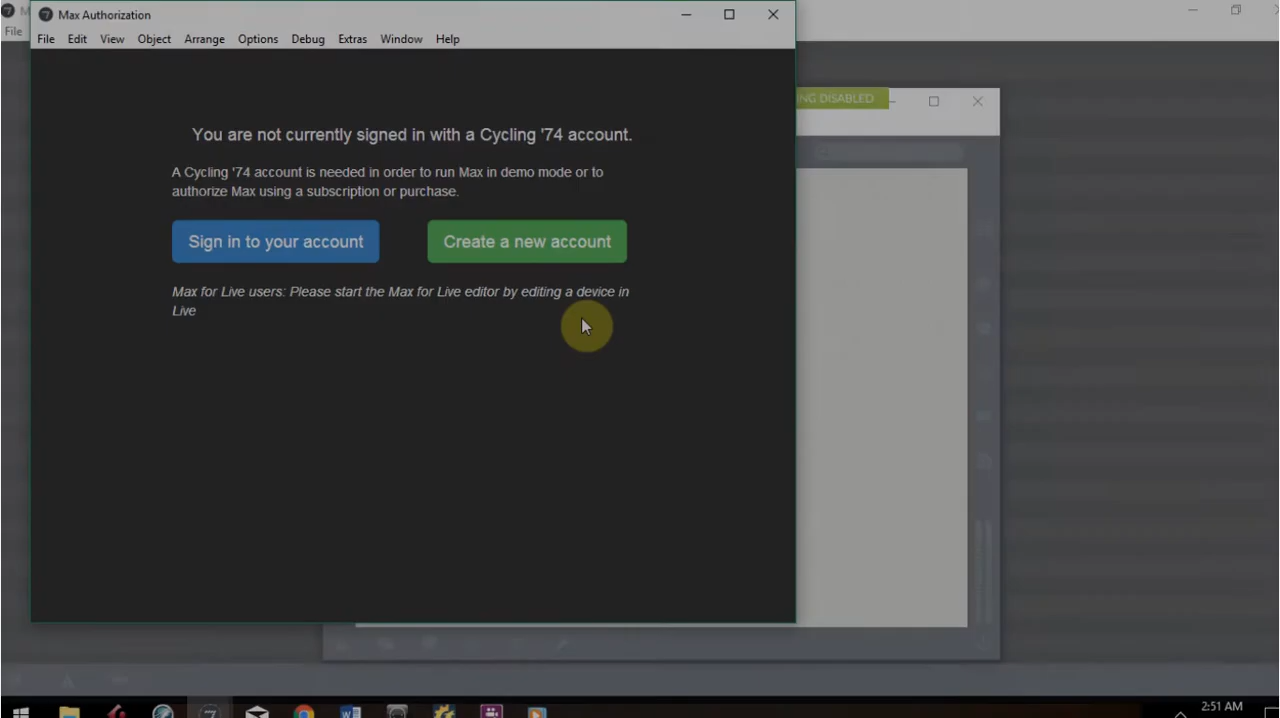 Max Authorization
File Edit View Object Arrange Options Debug Extras Window Help
File
NG DISABLED
You are not currently signed in with a Cycling '74 account.
A Cycling '74 account is needed in order to run Max in demo mode or to
authorize Max using a subscription or purchase.
Sign in to your account
Create a new account
Max for Live users: Please start the Max for Live editor by editing a device in
Live
2:51 AM